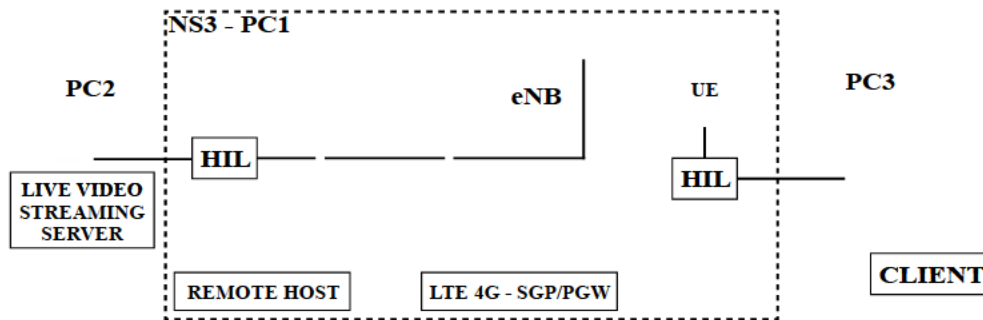 NS3 - PC1
PC2
eNB
UE
PC3
HIL
HIL
LIVE VIDEO
STREAMING
SERVER
REMOTE HOST
LTE 4G - SGP/PGW
CLIENT